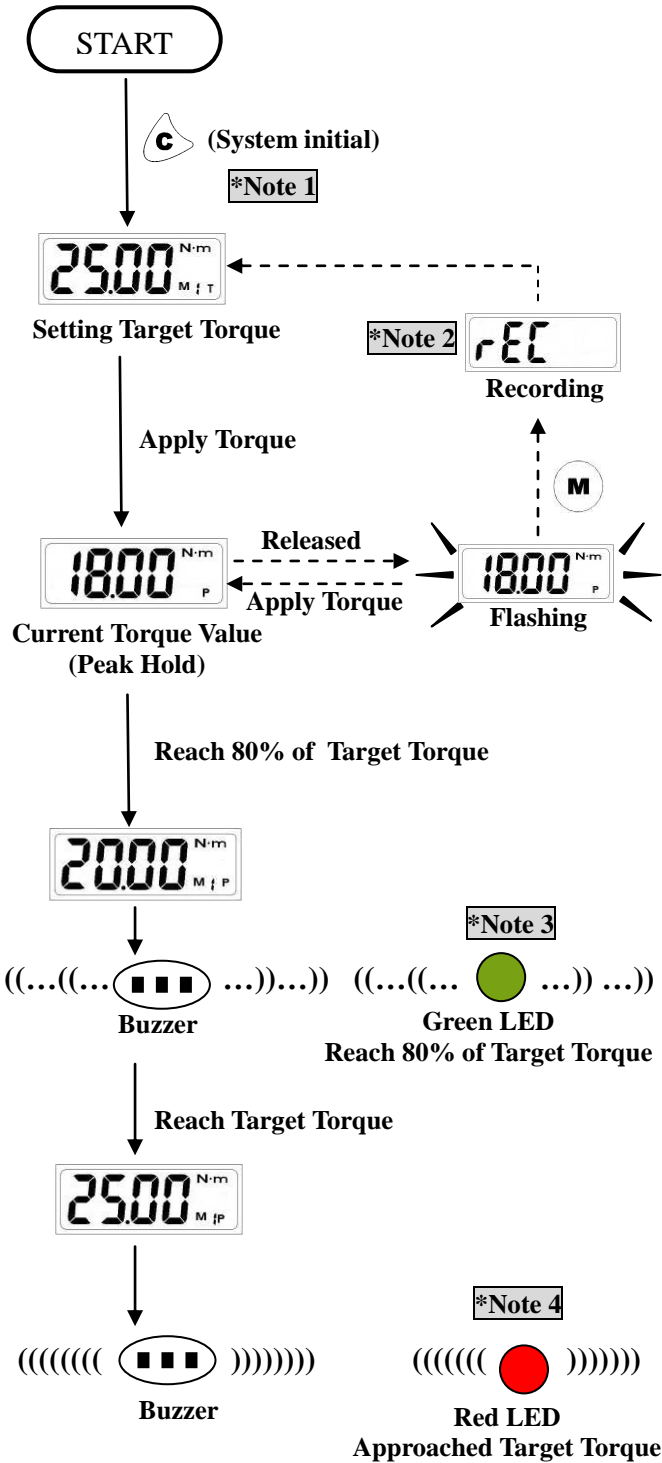 START
C (System initial)
*Note 1
25.00 N·m M 1 T
Setting Target Torque
*Note 2
rEC
Recording
Apply Torque
M
18.00 N·m P
Released
Apply Torque
18.00 N·m P
Current Torque Value
(Peak Hold)
Flashing
Reach 80% of Target Torque
20.00 N·m M 1 P
*Note 3
((…((… …))…)) ((…((… …)) …))
Buzzer
Green LED
Reach 80% of Target Torque
Reach Target Torque
25.00 N·m M 1P
*Note 4
(((((((( )))))))) ((((((( )))))))
Buzzer
Red LED
Approached Target Torque